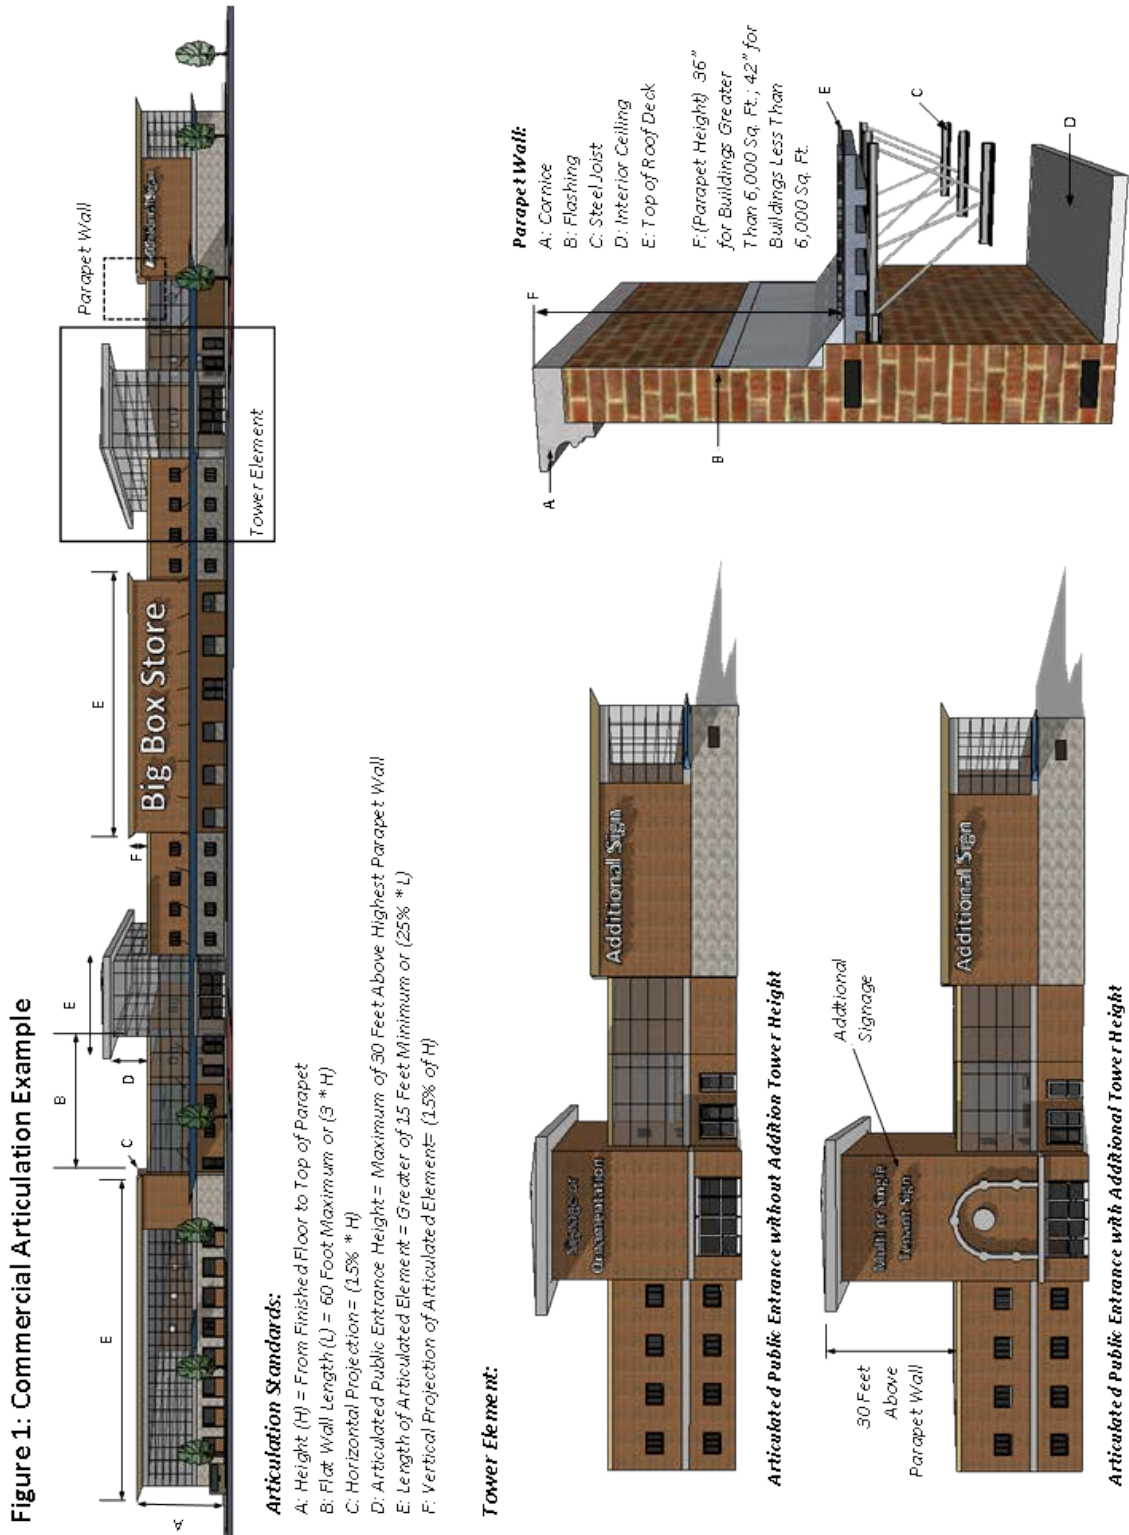 Figure 1: Commercial Articulation Example
A
E
C
B
D
E
F
E
Big Box Store
Tower Element
Parapet Wall
Additional Sign
Articulation Standards:
A: Height (H) = From Finished Floor to Top of Parapet
B: Flat Wall Length (L) = 60 Foot Maximum or (3 * H)
C: Horizontal Projection = (15% * H)
D: Articulated Public Entrance Height = Maximum of 30 Feet Above Highest Parapet Wall
E: Length of Articulated Element = Greater of 15 Feet Minimum or (25% * L)
F: Vertical Projection of Articulated Element = (15% of H)
Tower Element:
Signage or
Ornamentation
Additional Sign
Articulated Public Entrance without Addition Tower Height
30 Feet
Above
Parapet Wall
Multi or Single
Tenant Sign
Addtional
Signage
Additional Sign
Articulated Public Entrance with Additional Tower Height
Parapet Wall:
A: Cornice
B: Flashing
C: Steel Joist
D: Interior Ceiling
E: Top of Roof Deck
F:(Parapet Height) 36"
for Buildings Greater
Than 6,000 Sq. Ft.; 42" for
Buildings Less Than
6,000 Sq. Ft.
A
B
F
E
C
D